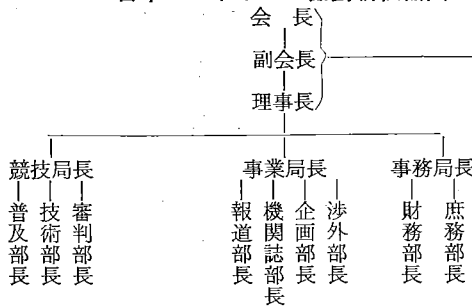 会長
副会長
理事長
競技局長 事業局長 事務局長
普及部長
技術部長
審判部長
報道部長
機関誌部長
企画部長
渉外部長
財務部長
庶務部長